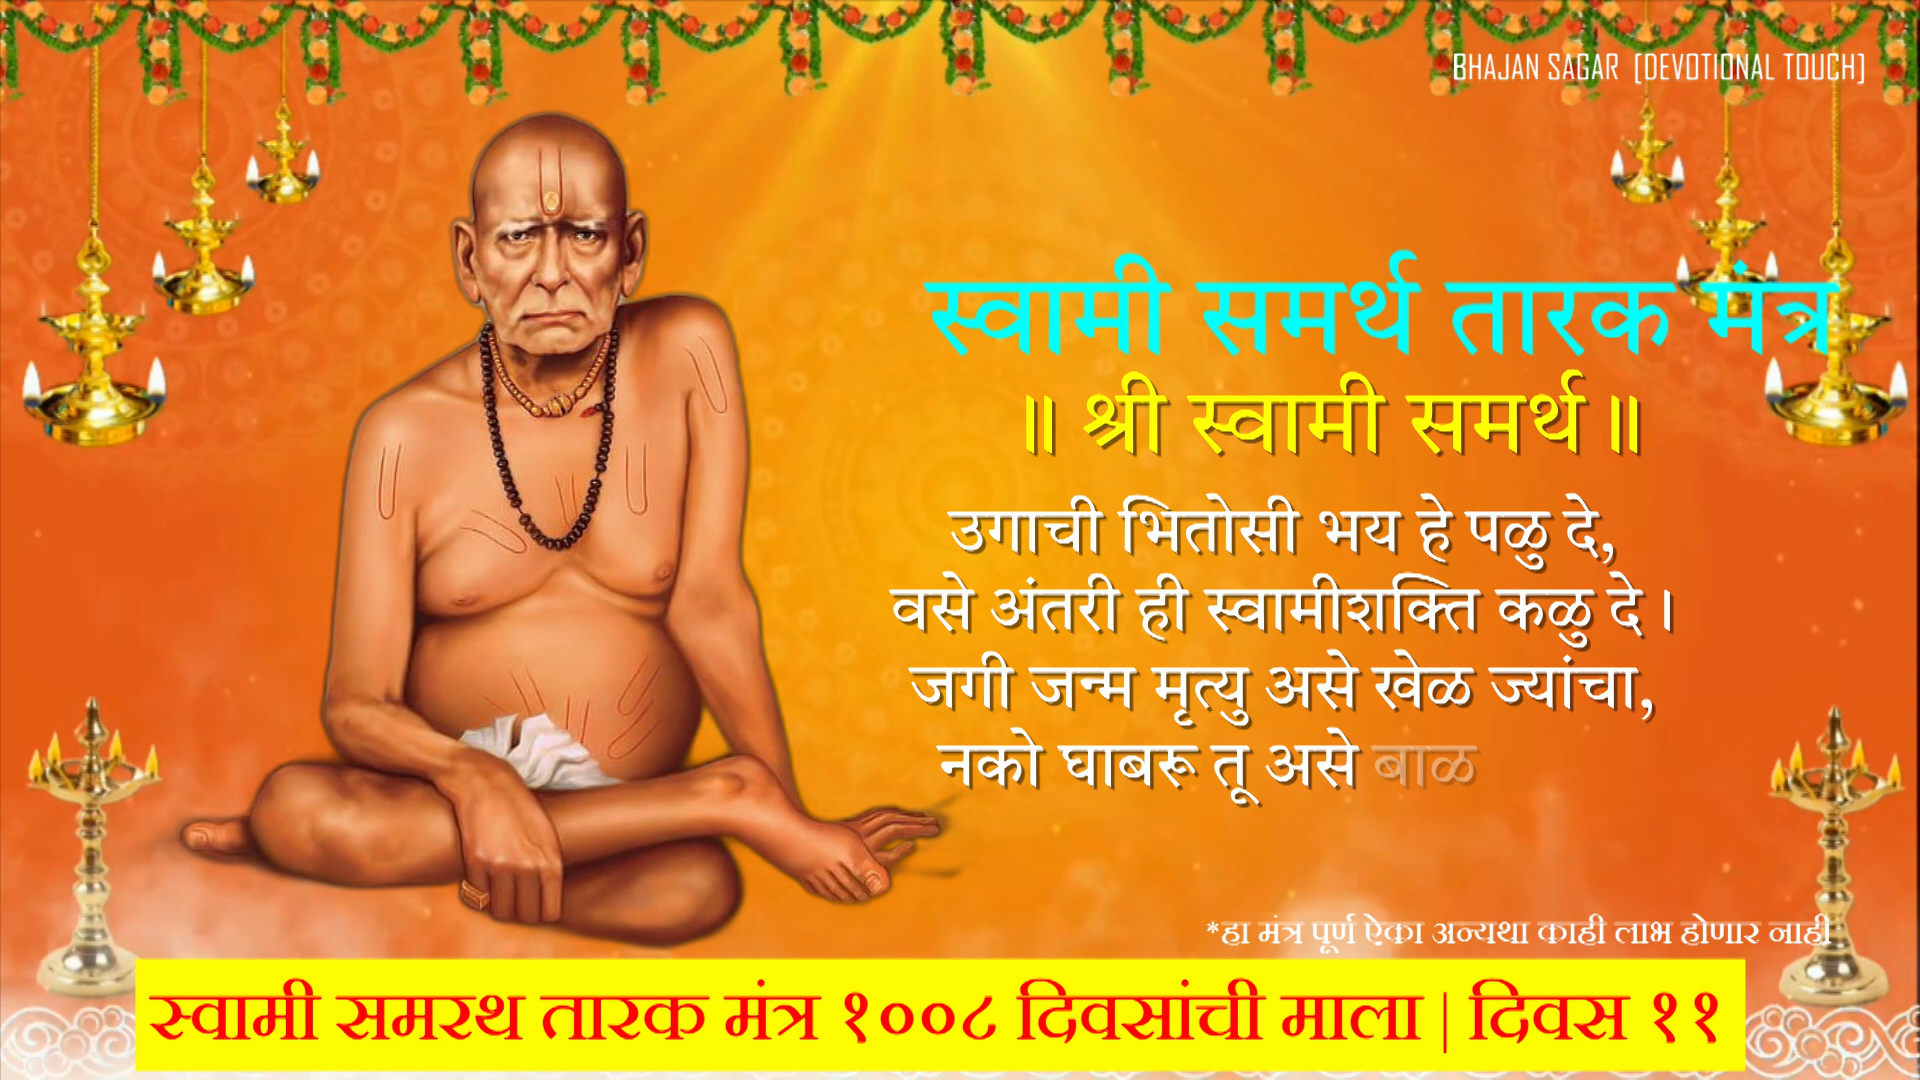 BHAJAN SAGAR [DEVOTIONAL TOUCH]
स्वामी समर्थ तारक मंत्र
॥ श्री स्वामी समर्थ ॥
उगाची भितोसी भय हे पळु दे,
वसे अंतरी ही स्वामीशक्ति कळु दे।
जगी जन्म मृत्यु असे खेळ ज्यांचा,
नको घाबरू तू असे बाळ
*हा मंत्र पूर्ण ऐका अन्यथा काही लाभ होणार नाही
स्वामी समरथ तारक मंत्र १००८ दिवसांची माला | दिवस ११